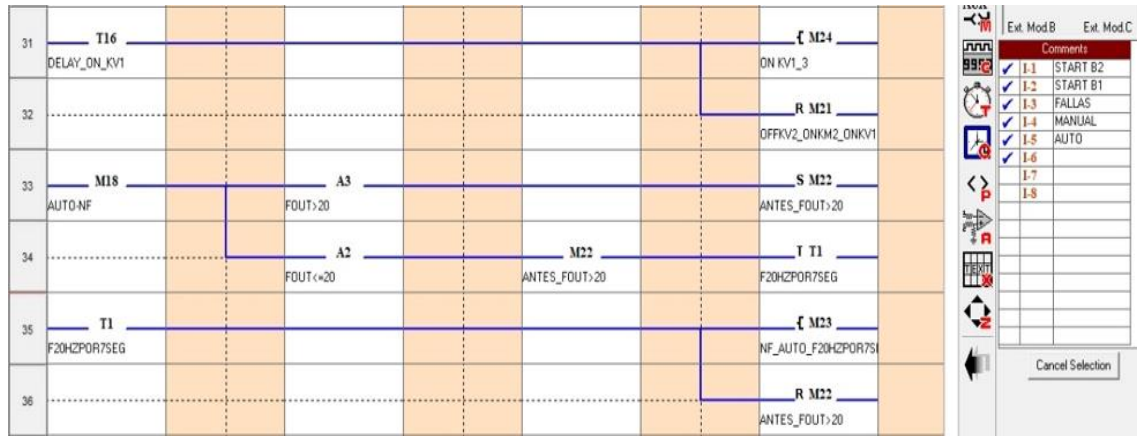 31 T16 { M24
DELAY_ON_KV1 ON KV1_3
32 R M21
OFFKV2_ONKM2_ONKV1
33 M18 A3 S M22
AUTO-NF FOUT>20 ANTES_FOUT>20
34 A2 M22 T T1
FOUT<=20 ANTES_FOUT>20 F20HZPOR7SEG
35 T1 { M23
F20HZPOR7SEG NF_AUTO_F20HZPOR7S
36 R M22
ANTES_FOUT>20
M
C
T
G
P
A
TEXT
Z
Ext. Mod.B Ext. Mod.C
Comments
I-1 START B2
I-2 START B1
I-3 FALLAS
I-4 MANUAL
I-5 AUTO
I-6
I-7
I-8
Cancel Selection